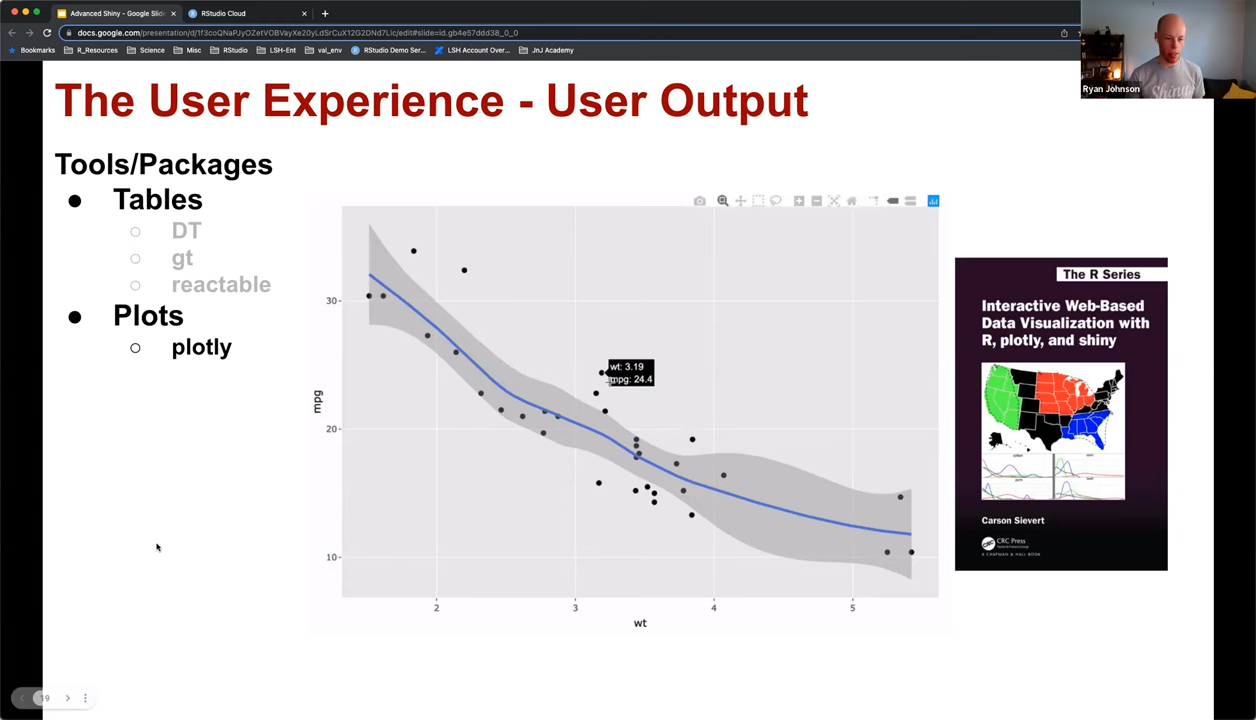 Advanced Shiny - Google Slid
RStudio Cloud
docs.google.com/presentation/d/1f3coQNaPJyOZetVOBVayXe20yLdSrCuX12G2DNd7Lic/edit#slide=id.gb4e57ddd38_0_0
Bookmarks
R_Resources
Science
Misc
RStudio
LSH-Ent
val_env
RStudio Demo Ser...
LSH Account Over...
JnJ Academy
Ryan Johnson
The User Experience - User Output
Tools/Packages
● Tables
○ DT
○ gt
○ reactable
● Plots
○ plotly
30
20
10
mpg
wt: 3.19
mpg: 24.4
2
3
4
5
wt
The R Series
Interactive Web-Based
Data Visualization with
R, plotly, and shiny
Carson Sievert
CRC Press
A CHAPMAN & HALL BOOK
19